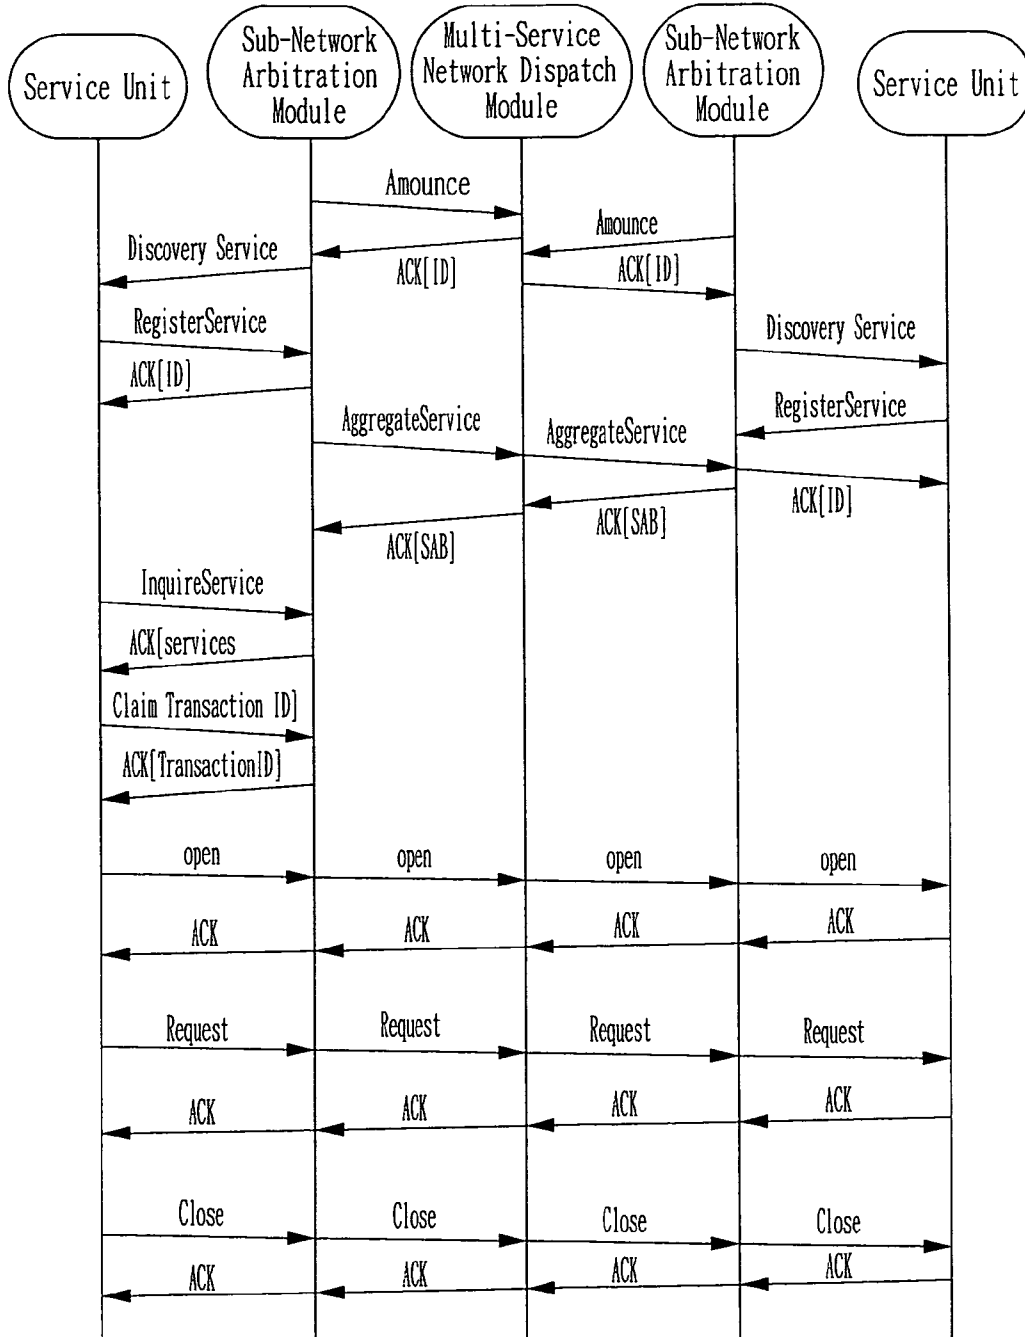 Service Unit
Sub-Network
Arbitration
Module
Multi-Service
Network Dispatch
Module
Sub-Network
Arbitration
Module
Service Unit
Amounce
Amounce
Discovery Service
ACK[ID]
ACK[ID]
RegisterService
Discovery Service
ACK[ID]
RegisterService
AggregateService
AggregateService
ACK[ID]
ACK[SAB]
ACK[SAB]
InquireService
ACK[services
Claim Transaction ID]
ACK[TransactionID]
open
open
open
open
ACK
ACK
ACK
ACK
Request
Request
Request
Request
ACK
ACK
ACK
ACK
Close
Close
Close
Close
ACK
ACK
ACK
ACK